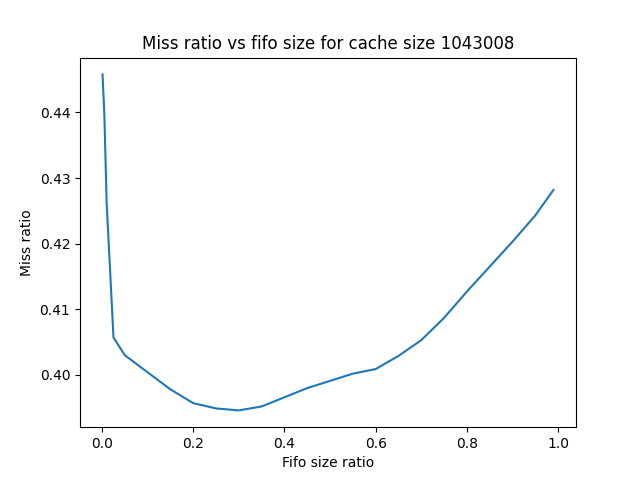 Miss ratio vs fifo size for cache size 1043008
0.44
0.43
0.42
0.41
0.40
Miss ratio
0.0 0.2 0.4 0.6 0.8 1.0
Fifo size ratio